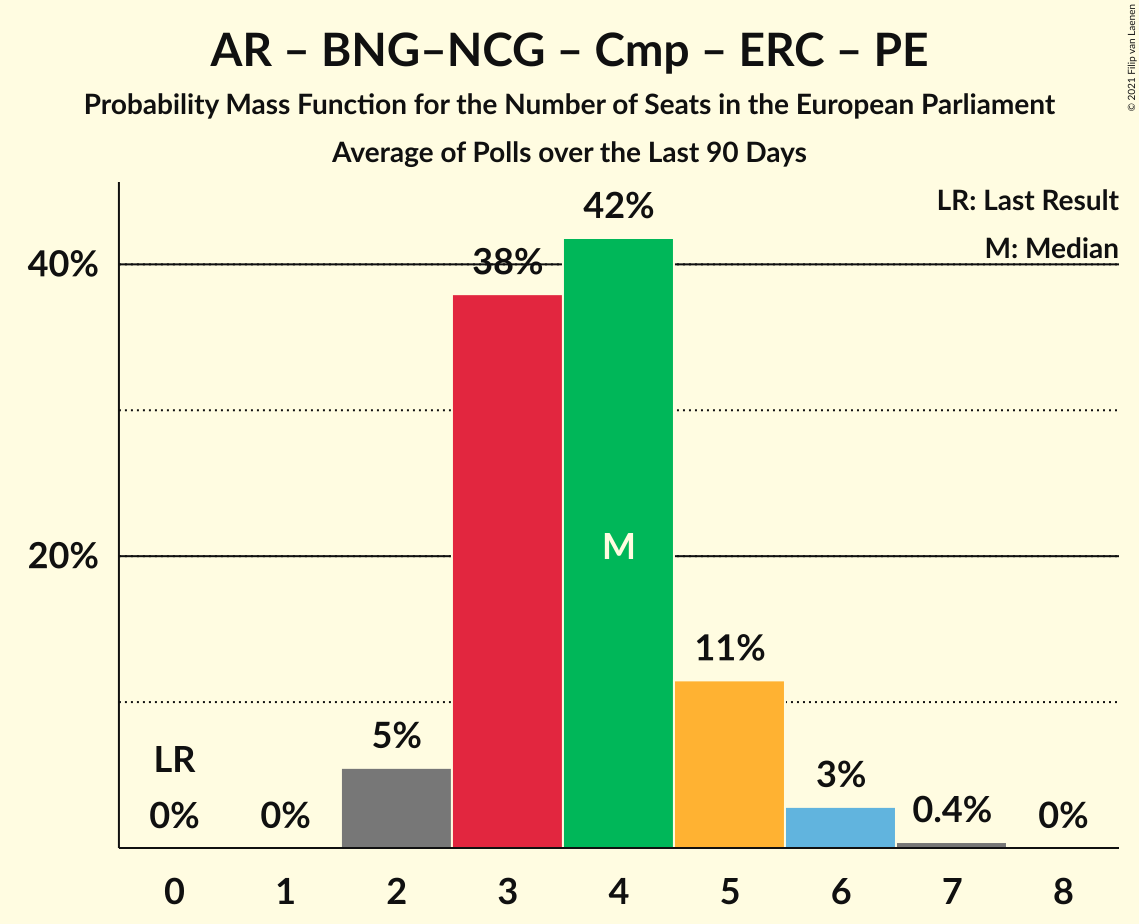 AR – BNG–NCG – Cmp – ERC – PE
Probability Mass Function for the Number of Seats in the European Parliament
Average of Polls over the Last 90 Days
© 2021 Filip van Laenen
LR: Last Result
M: Median
42%
40%
38%
20%
M
11%
5%
LR
3%
0%
0%
0.4%
0%
0 1 2 3 4 5 6 7 8